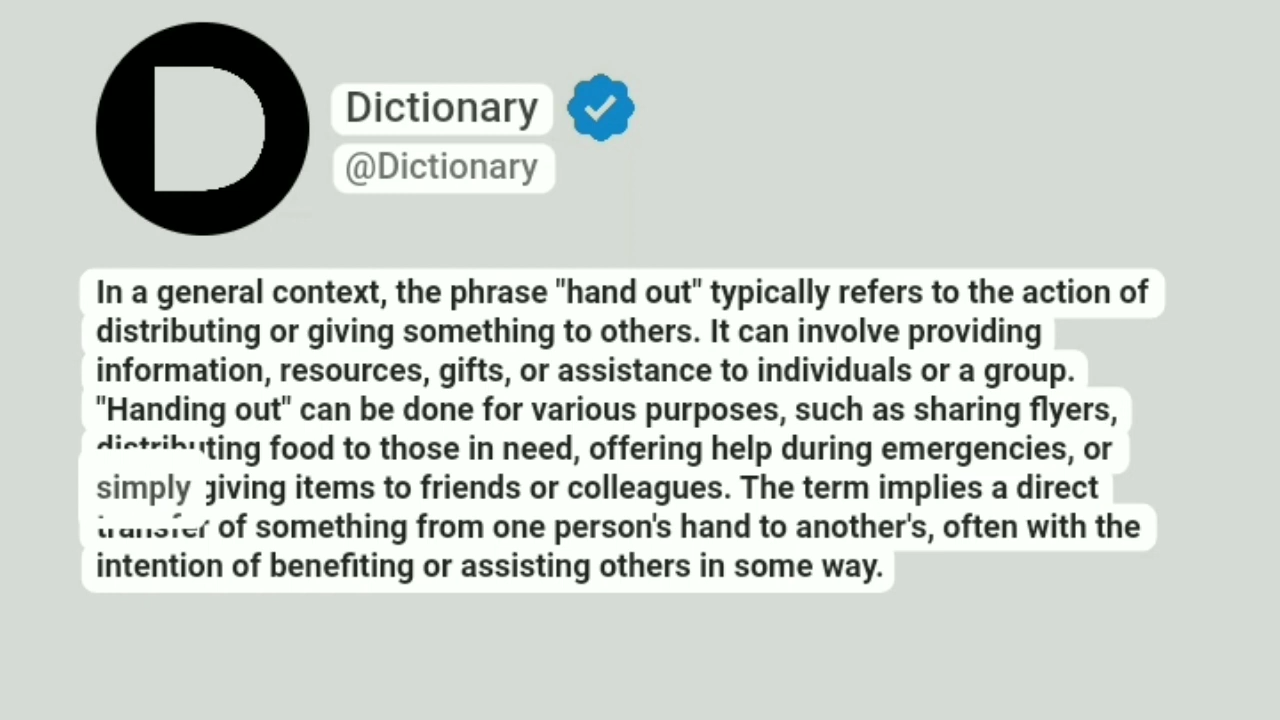 D
Dictionary
@Dictionary
In a general context, the phrase "hand out" typically refers to the action of
distributing or giving something to others. It can involve providing
information, resources, gifts, or assistance to individuals or a group.
"Handing out" can be done for various purposes, such as sharing flyers,
distributing food to those in need, offering help during emergencies, or
simply giving items to friends or colleagues. The term implies a direct
transfer of something from one person's hand to another's, often with the
intention of benefiting or assisting others in some way.